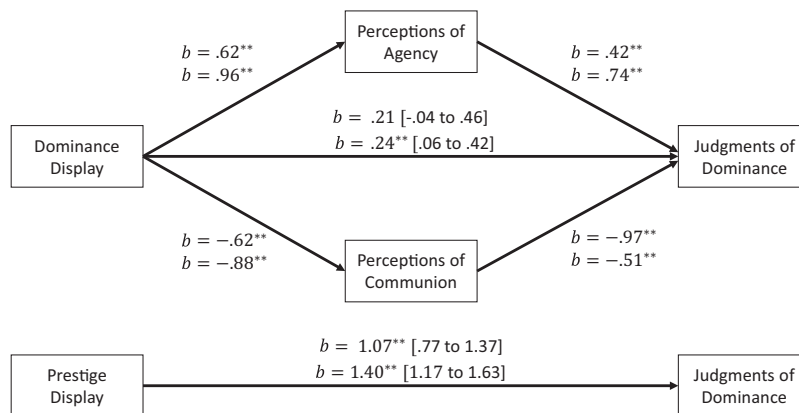 Perceptions of
Agency
b = .62**
b = .96**
b = .42**
b = .74**
b = .21 [-.04 to .46]
b = .24** [.06 to .42]
Dominance
Display
Judgments of
Dominance
b = −.62**
b = −.88**
Perceptions of
Communion
b = −.97**
b = −.51**
b = 1.07** [.77 to 1.37]
b = 1.40** [1.17 to 1.63]
Prestige
Display
Judgments of
Dominance